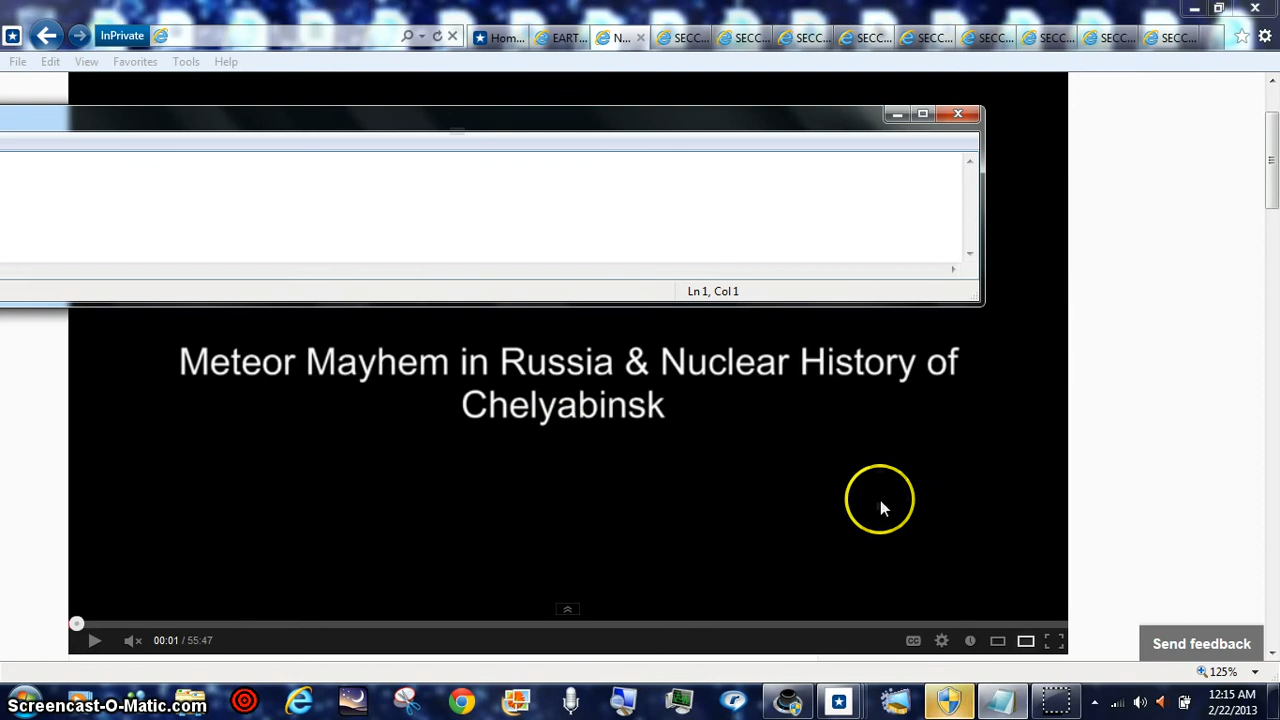 InPrivate
Hom...
EART...
N...
SECC...
SECC...
SECC...
SECC...
SECC...
SECC...
SECC...
SECC...
SECC...
File Edit View Favorites Tools Help
Ln 1, Col 1
Meteor Mayhem in Russia & Nuclear History of
Chelyabinsk
00:01 / 55:47
CC
Send feedback
125%
Screencast-O-Matic.com
12:15 AM
2/22/2013